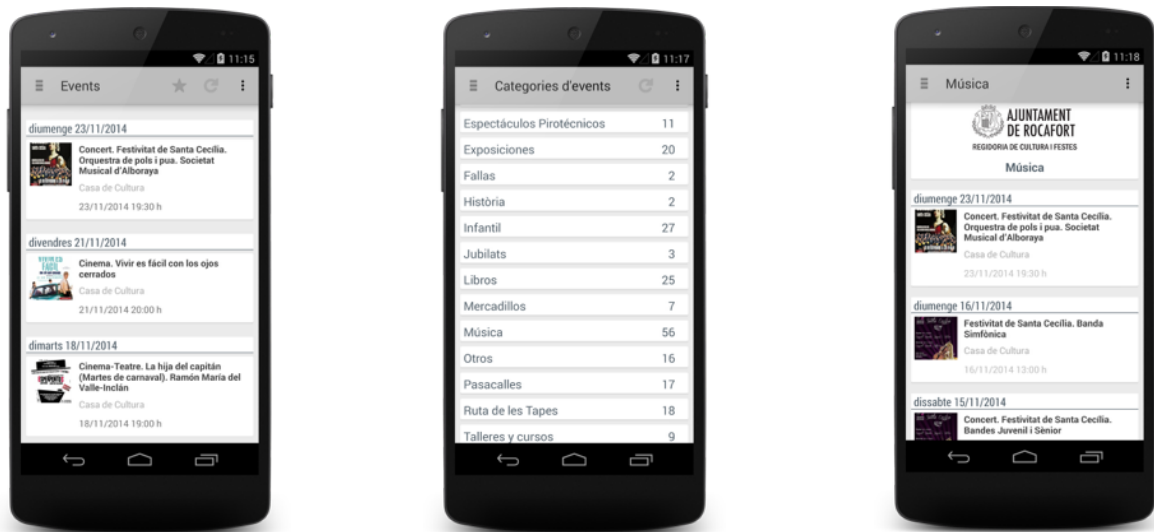 11:15
Events
diumenge 23/11/2014
Concert. Festivitat de Santa Cecília.
Orquestra de pols i pua. Societat
Musical d'Alboraya
Casa de Cultura
23/11/2014 19:30 h
divendres 21/11/2014
Cinema. Vivir es fácil con los ojos
cerrados
Casa de Cultura
21/11/2014 20:00 h
dimarts 18/11/2014
Cinema-Teatre. La hija del capitán
(Martes de carnaval). Ramón María del
Valle-Inclán
Casa de Cultura
18/11/2014 19:00 h
11:17
Categories d'events
Espectáculos Pirotécnicos 11
Exposiciones 20
Fallas 2
Història 2
Infantil 27
Jubilats 3
Libros 25
Mercadillos 7
Música 56
Otros 16
Pasacalles 17
Ruta de les Tapes 18
Talleres y cursos 9
11:18
Música
AJUNTAMENT
DE ROCAFORT
REGIDORIA DE CULTURA I FESTES
Música
diumenge 23/11/2014
Concert. Festivitat de Santa Cecília.
Orquestra de pols i pua. Societat
Musical d'Alboraya
Casa de Cultura
23/11/2014 19:30 h
diumenge 16/11/2014
Festivitat de Santa Cecília. Banda
Simfònica
Casa de Cultura
16/11/2014 13:00 h
dissabte 15/11/2014
Concert. Festivitat de Santa Cecília.
Bandes Juvenil i Sènior